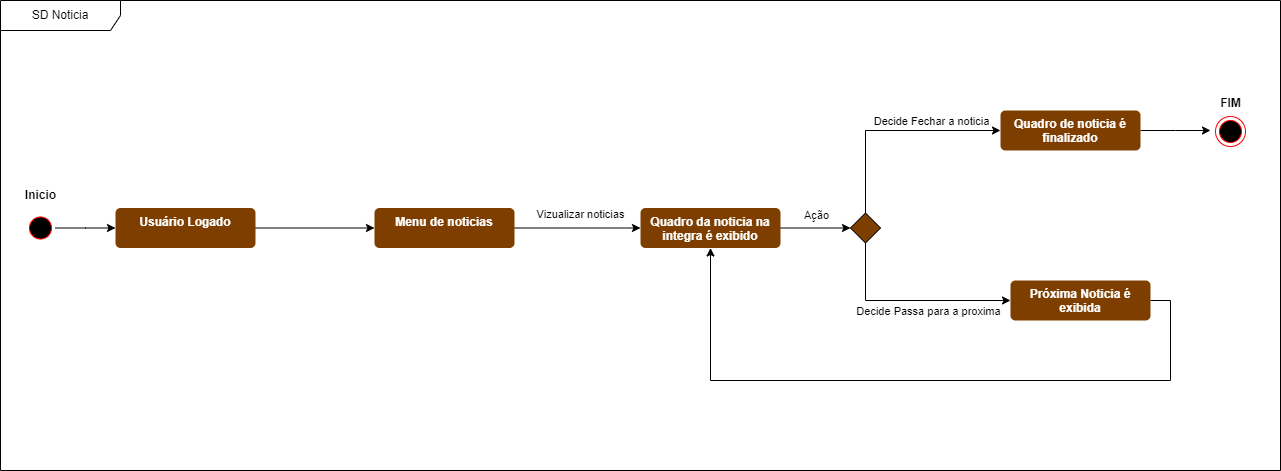 SD Noticia
FIM
Decide Fechar a noticia
Quadro de noticia é
finalizado
Inicio
Usuário Logado
Menu de noticias
Vizualizar noticias
Quadro da noticia na
integra é exibido
Ação
Próxima Noticia é
exibida
Decide Passa para a proxima